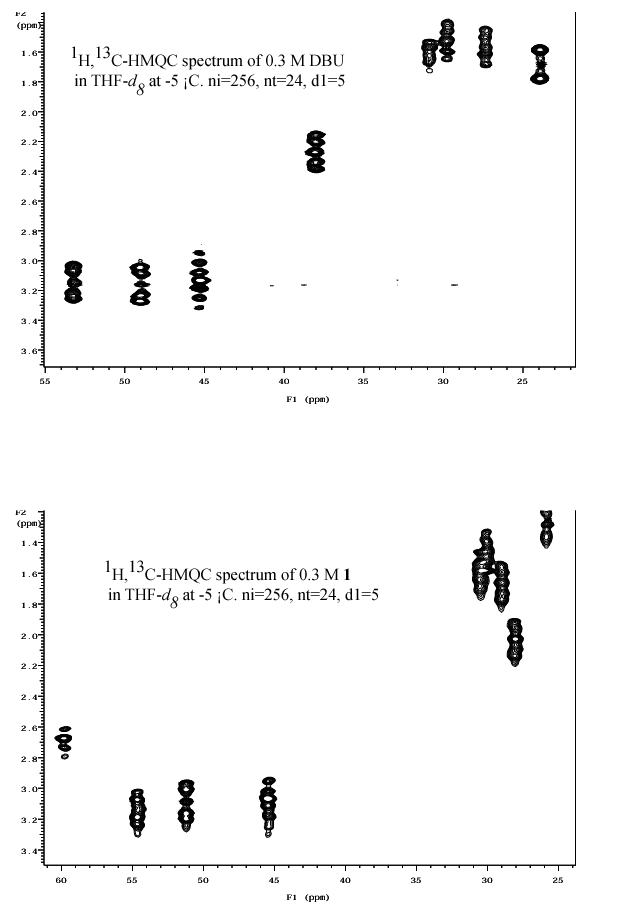 F2
(ppm)
¹H,¹³C-HMQC spectrum of 0.3 M DBU
in THF-d₈ at -5 ¡C. ni=256, nt=24, d1=5
1.6
1.8
2.0
2.2
2.4
2.6
2.8
3.0
3.2
3.4
3.6
55 50 45 40 35 30 25
F1 (ppm)
F2
(ppm)
¹H,¹³C-HMQC spectrum of 0.3 M 1
in THF-d₈ at -5 ¡C. ni=256, nt=24, d1=5
1.4
1.6
1.8
2.0
2.2
2.4
2.6
2.8
3.0
3.2
3.4
60 55 50 45 40 35 30 25
F1 (ppm)